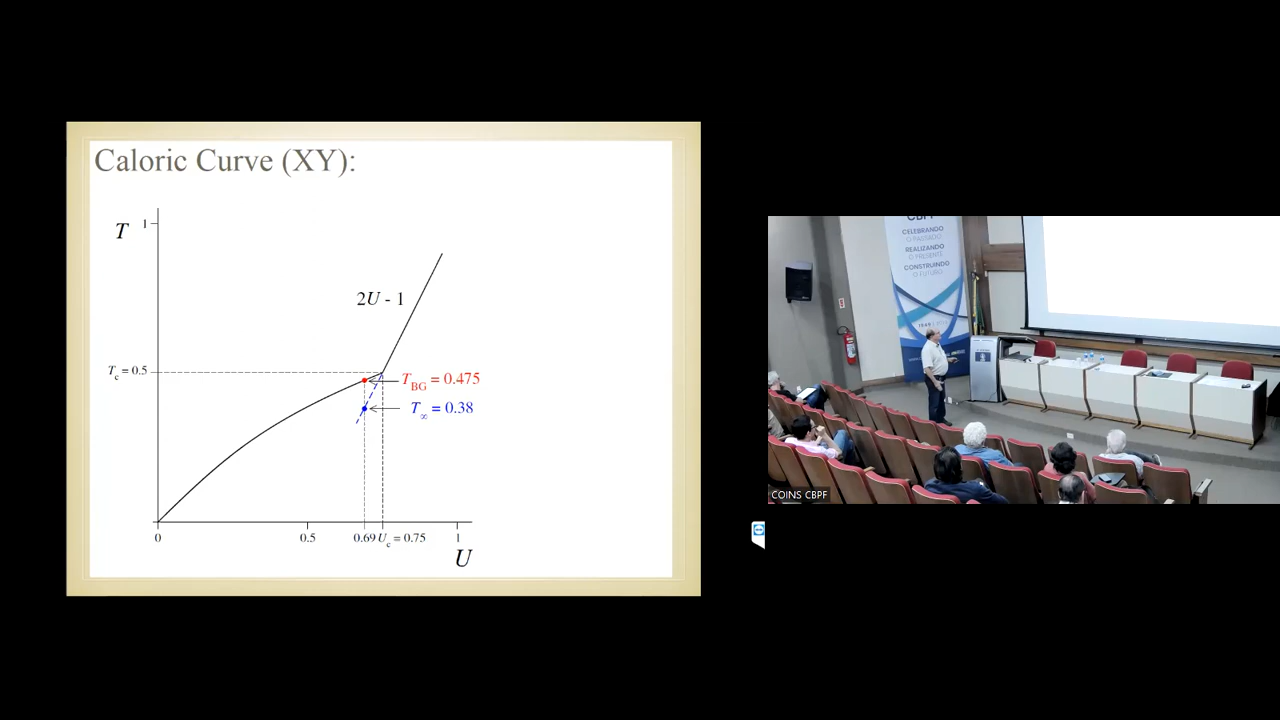 Caloric Curve (XY):
T
1
2U - 1
T_c = 0.5
T_BG = 0.475
T_∞ = 0.38
0
0.5
0.69
U_c = 0.75
1
U
CBPF
CELEBRANDO
O PASSADO
REALIZANDO
O PRESENTE
CONSTRUINDO
O FUTURO
COINS CBPF